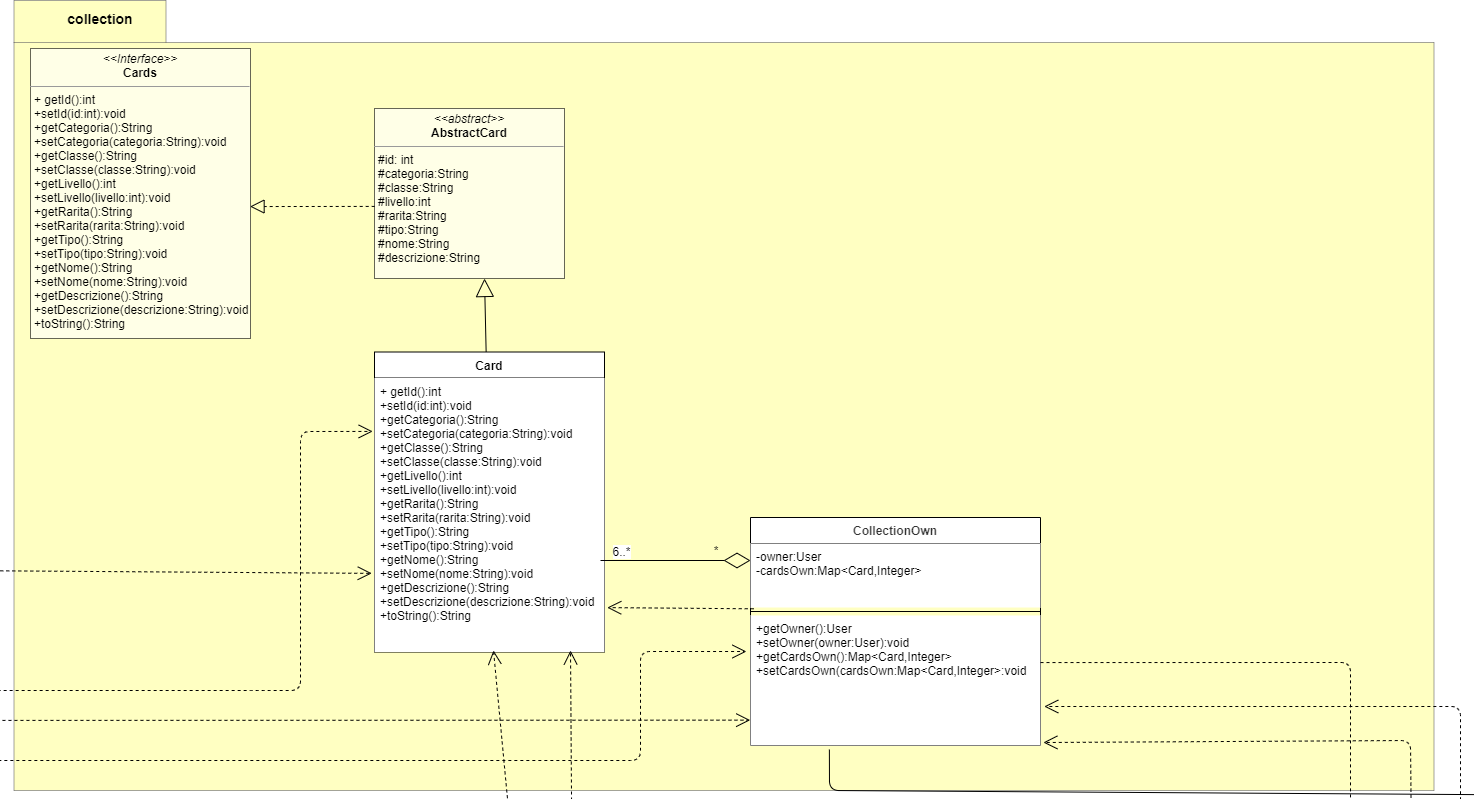 collection
<<Interface>>
Cards
+ getId():int
+setId(id:int):void
+getCategoria():String
+setCategoria(categoria:String):void
+getClasse():String
+setClasse(classe:String):void
+getLivello():int
+setLivello(livello:int):void
+getRarita():String
+setRarita(rarita:String):void
+getTipo():String
+setTipo(tipo:String):void
+getNome():String
+setNome(nome:String):void
+getDescrizione():String
+setDescrizione(descrizione:String):void
+toString():String
<<abstract>>
AbstractCard
#id: int
#categoria:String
#classe:String
#livello:int
#rarita:String
#tipo:String
#nome:String
#descrizione:String
Card
+ getId():int
+setId(id:int):void
+getCategoria():String
+setCategoria(categoria:String):void
+getClasse():String
+setClasse(classe:String):void
+getLivello():int
+setLivello(livello:int):void
+getRarita():String
+setRarita(rarita:String):void
+getTipo():String
+setTipo(tipo:String):void
+getNome():String
+setNome(nome:String):void
+getDescrizione():String
+setDescrizione(descrizione:String):void
+toString():String
6..*
*
CollectionOwn
-owner:User
-cardsOwn:Map<Card,Integer>
+getOwner():User
+setOwner(owner:User):void
+getCardsOwn():Map<Card,Integer>
+setCardsOwn(cardsOwn:Map<Card,Integer>:void